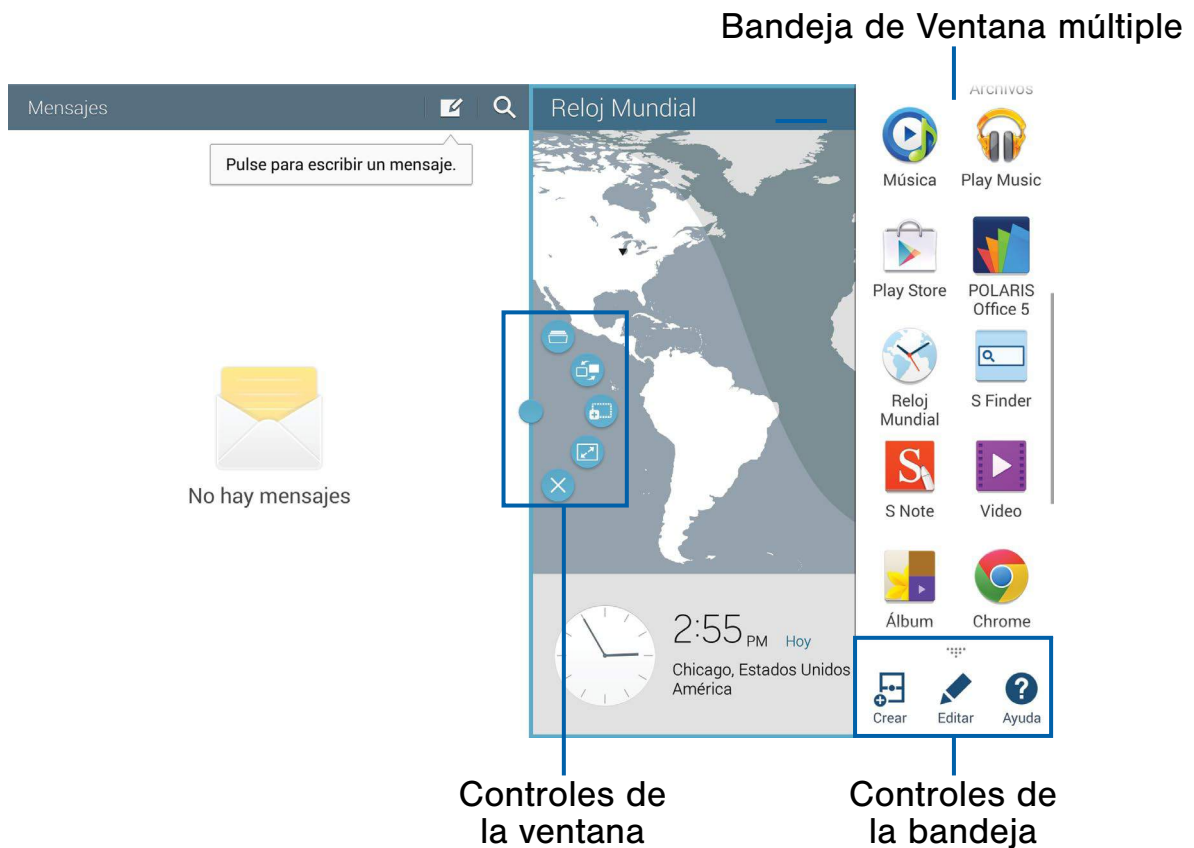 Bandeja de Ventana múltiple
Mensajes
Pulse para escribir un mensaje.
No hay mensajes
Reloj Mundial
2:55 PM Hoy
Chicago, Estados Unidos
América
Archivos
Música
Play Music
Play Store
POLARIS
Office 5
Reloj
Mundial
S Finder
S Note
Video
Álbum
Chrome
Crear
Editar
Ayuda
Controles de
la ventana
Controles de
la bandeja